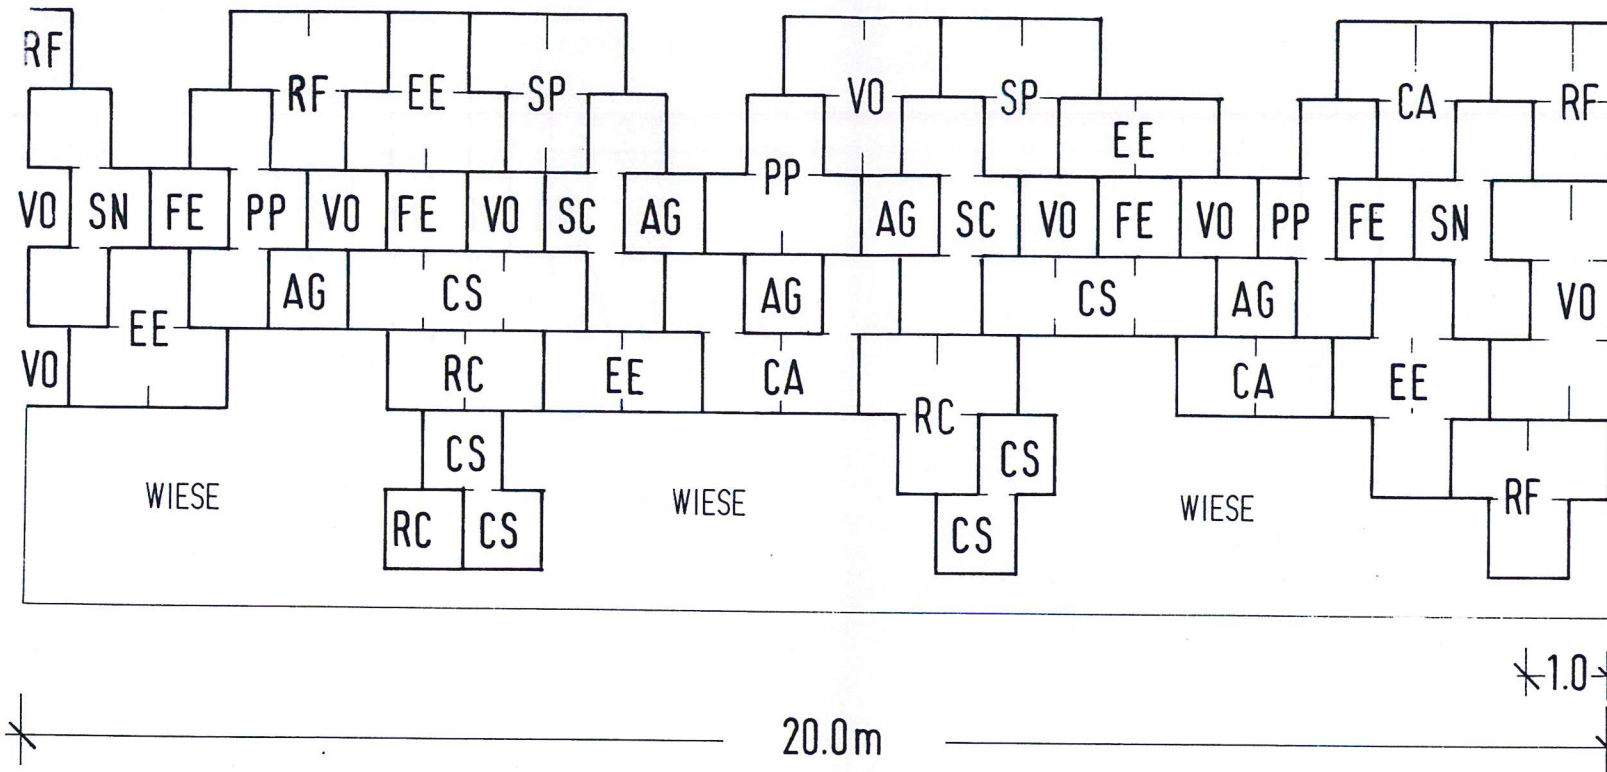 RF
RF EE SP VO SP CA RF
EE
VO SN FE PP VO FE VO SC AG PP AG SC VO FE VO PP FE SN
EE AG CS AG CS AG VO
VO RC EE CA RC CA EE
CS CS
WIESE WIESE WIESE RF
RC CS CS
1.0
20.0m